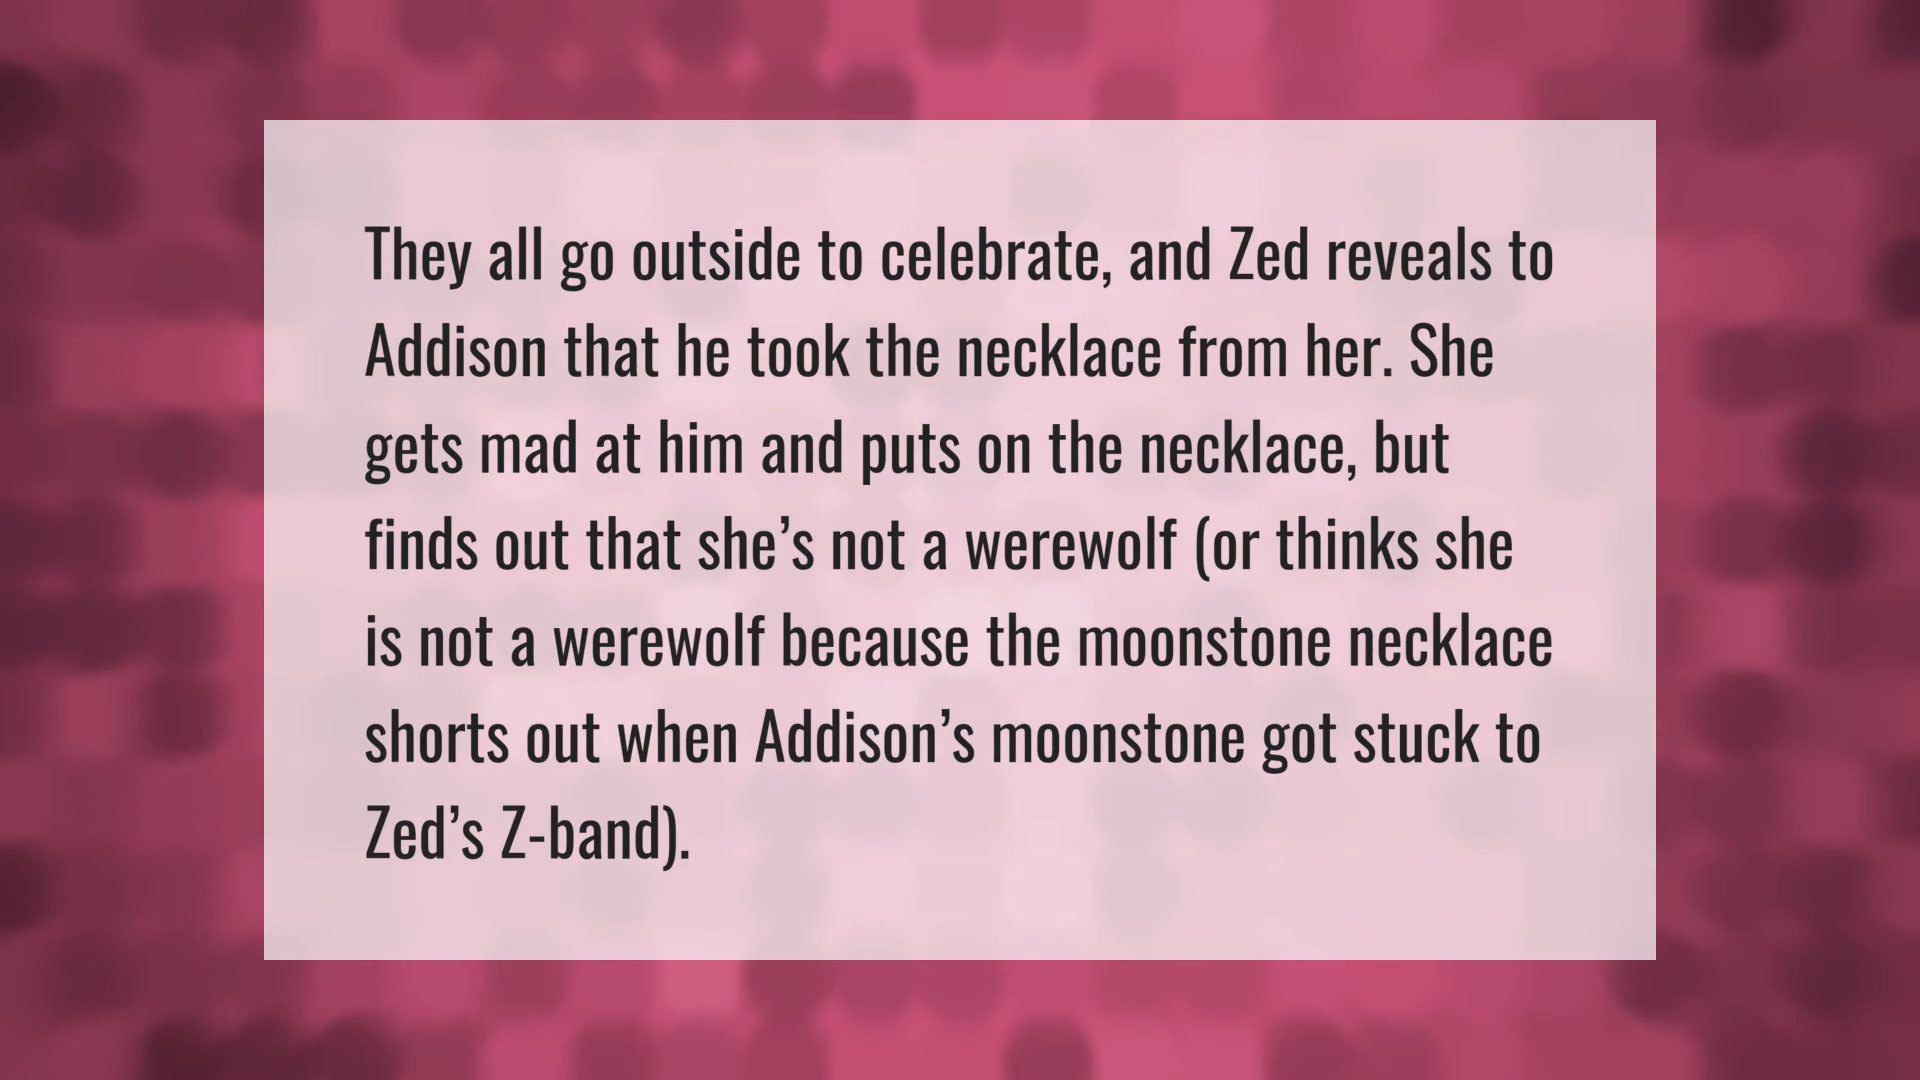 They all go outside to celebrate, and Zed reveals to
Addison that he took the necklace from her. She
gets mad at him and puts on the necklace, but
finds out that she’s not a werewolf (or thinks she
is not a werewolf because the moonstone necklace
shorts out when Addison’s moonstone got stuck to
Zed’s Z-band).